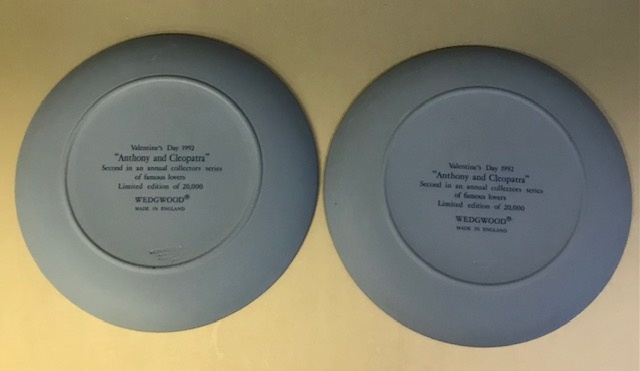 Valentine's Day 1992
"Anthony and Cleopatra"
Second in an annual collectors series
of famous lovers
Limited edition of 20,000
WEDGWOOD®
MADE IN ENGLAND
Valentine's Day 1992
"Anthony and Cleopatra"
Second in an annual collectors series
of famous lovers
Limited edition of 20,000
WEDGWOOD®
MADE IN ENGLAND